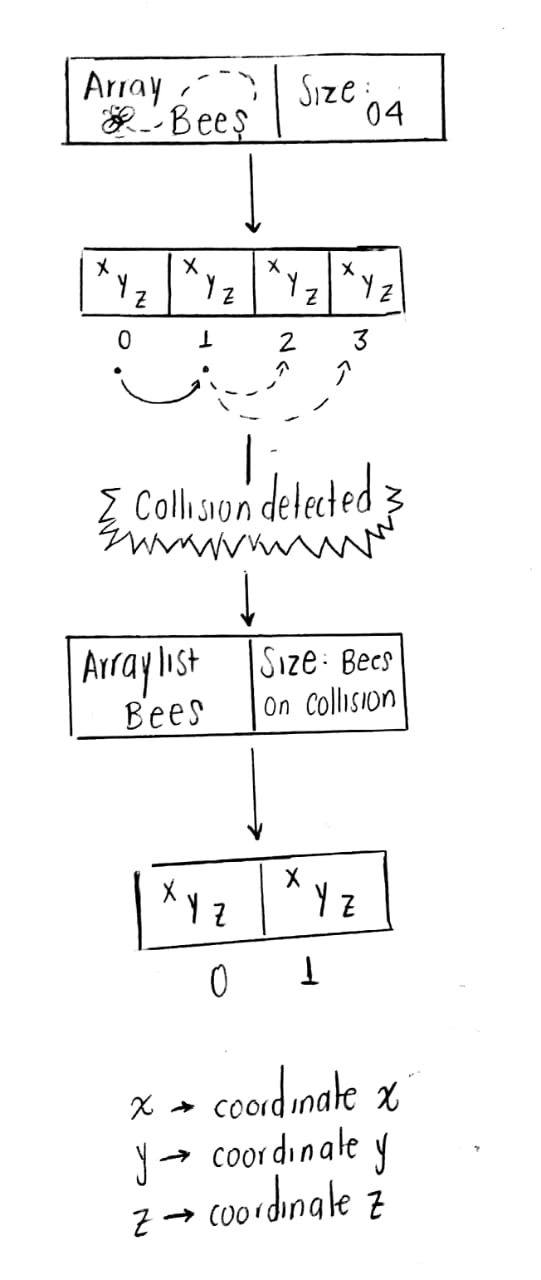 Array
Bees
Size:
04
x y z
x y z
x y z
x y z
0 1 2 3
Collision detected
Arraylist
Bees
Size: Bees
on collision
x y z
x y z
0 1
x → coordinate x
y → coordinate y
z → coordinate z